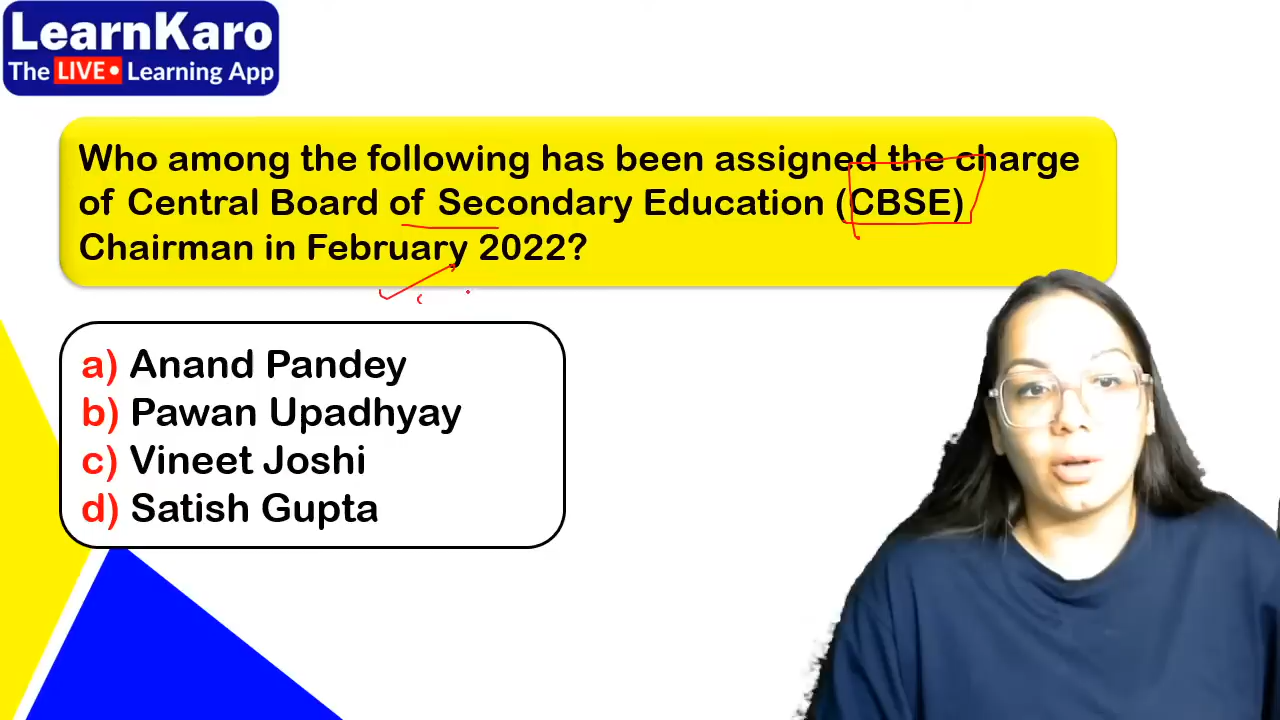 LearnKaro
The LIVE Learning App
Who among the following has been assigned the charge
of Central Board of Secondary Education (CBSE)
Chairman in February 2022?
a) Anand Pandey
b) Pawan Upadhyay
c) Vineet Joshi
d) Satish Gupta